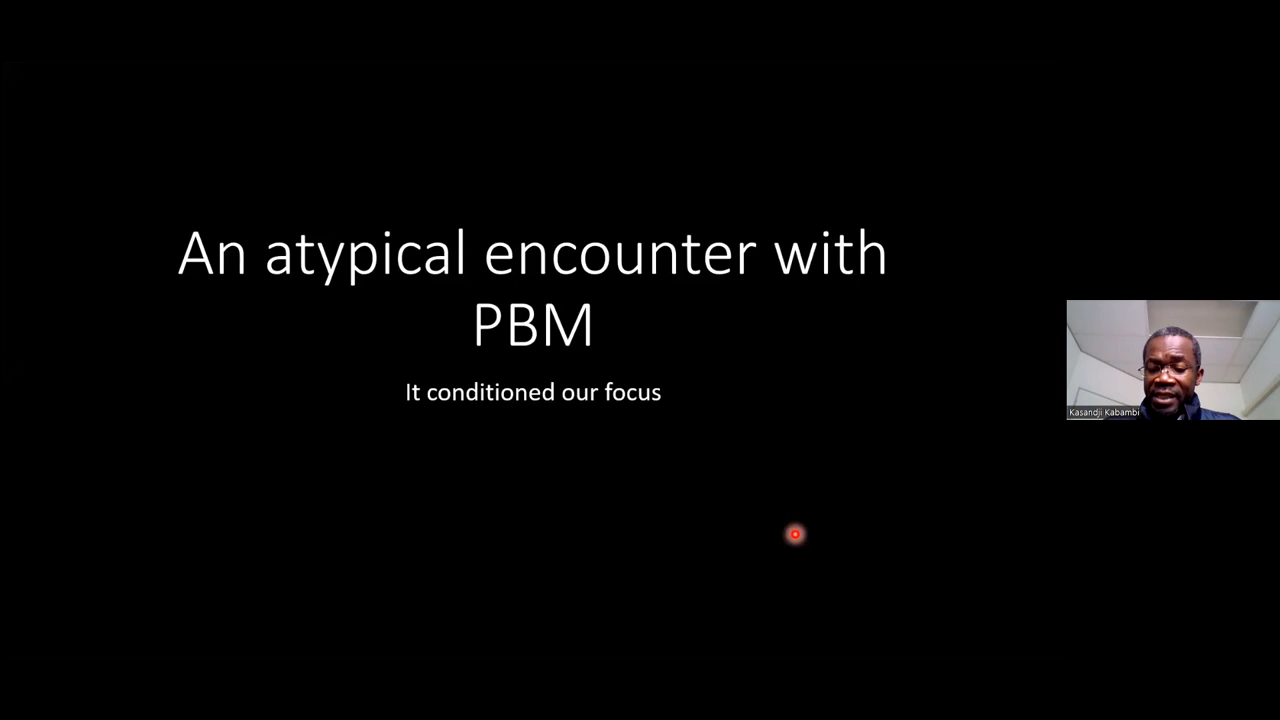 An atypical encounter with
PBM
It conditioned our focus
Kasandji Kabambi